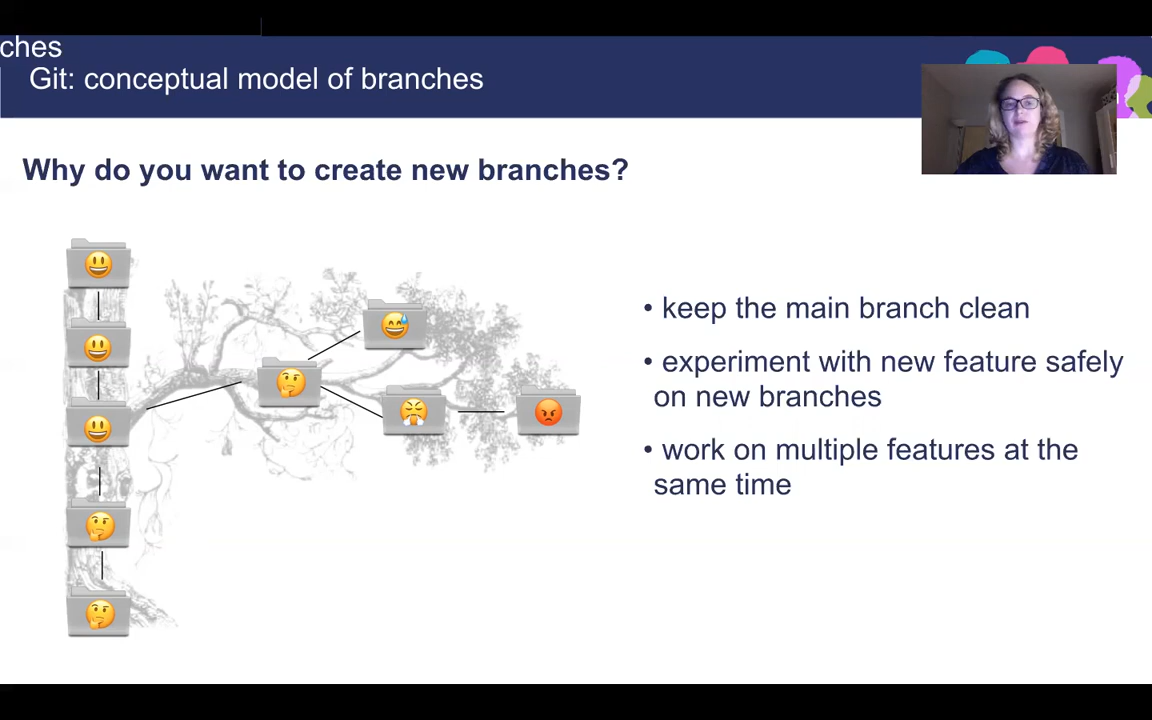 ches
Git: conceptual model of branches
Why do you want to create new branches?
• keep the main branch clean
• experiment with new feature safely
on new branches
• work on multiple features at the
same time